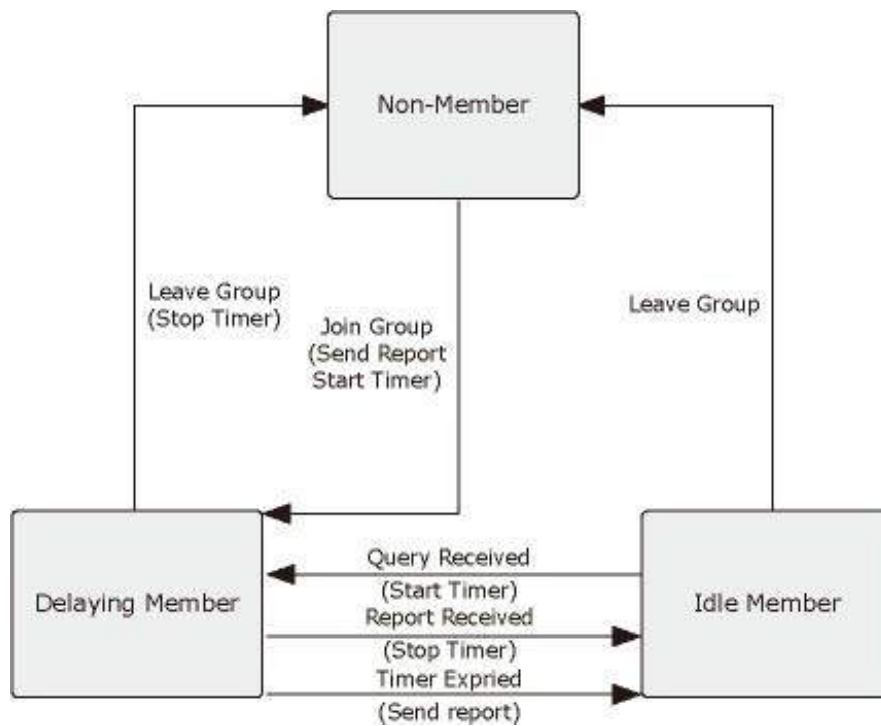 Non-Member
Leave Group
(Stop Timer)
Join Group
(Send Report
Start Timer)
Leave Group
Delaying Member
Query Received
(Start Timer)
Report Received
(Stop Timer)
Timer Expried
(Send report)
Idle Member